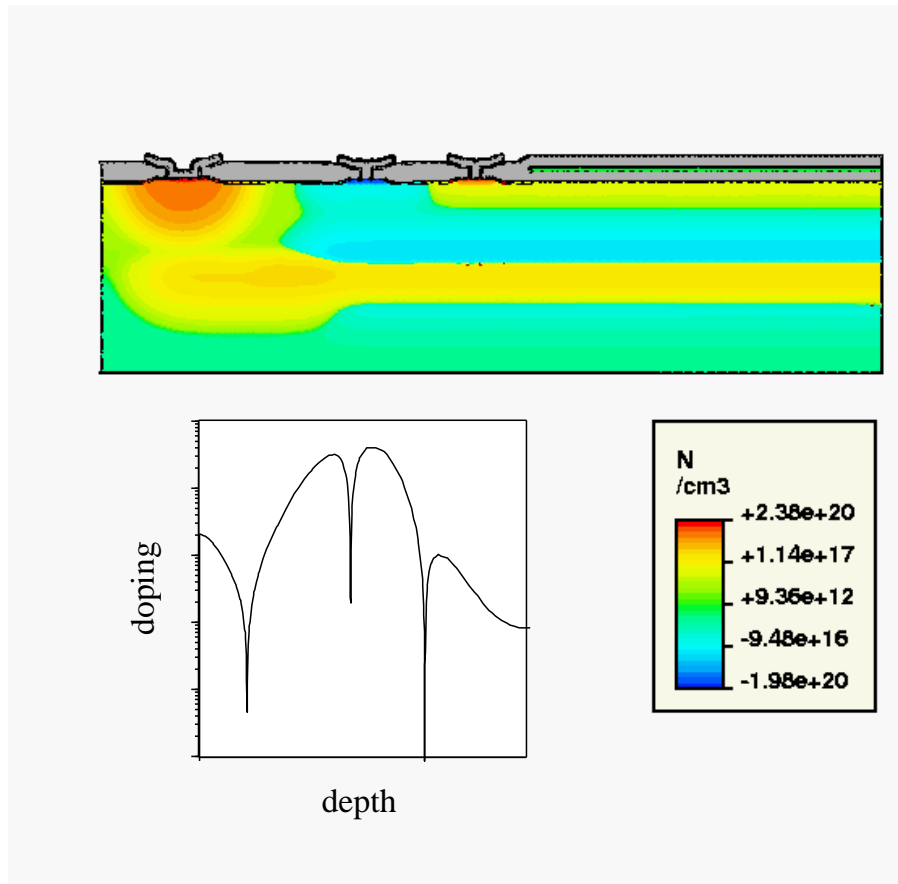 N
/cm3
+2.38e+20
+1.14e+17
+9.36e+12
-9.48e+16
-1.98e+20
doping
depth